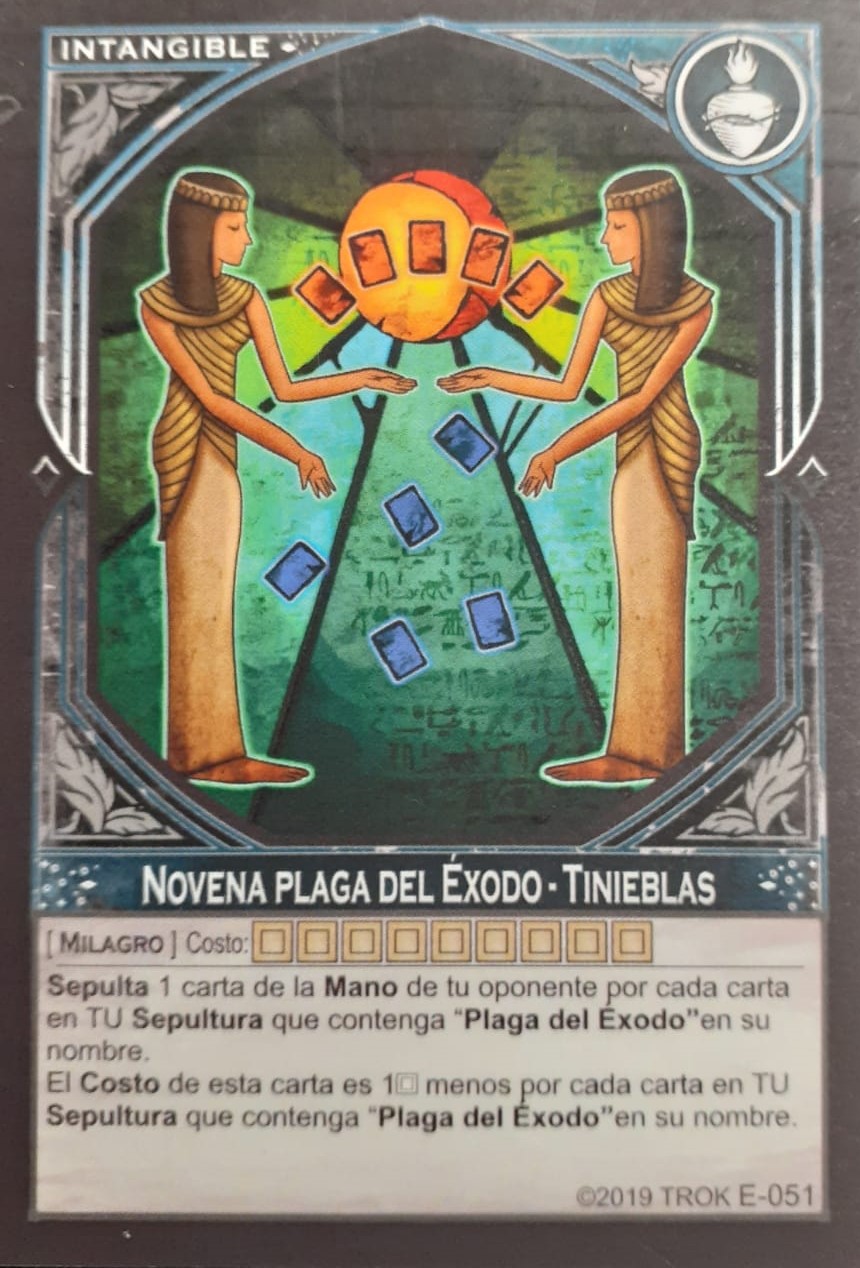 INTANGIBLE
NOVENA PLAGA DEL ÉXODO · TINIEBLAS
[ MILAGRO ] Costo:
Sepulta 1 carta de la Mano de tu oponente por cada carta
en TU Sepultura que contenga “Plaga del Éxodo”en su
nombre.
El Costo de esta carta es 1□ menos por cada carta en TU
Sepultura que contenga “Plaga del Éxodo”en su nombre.
©2019 TROK E-051